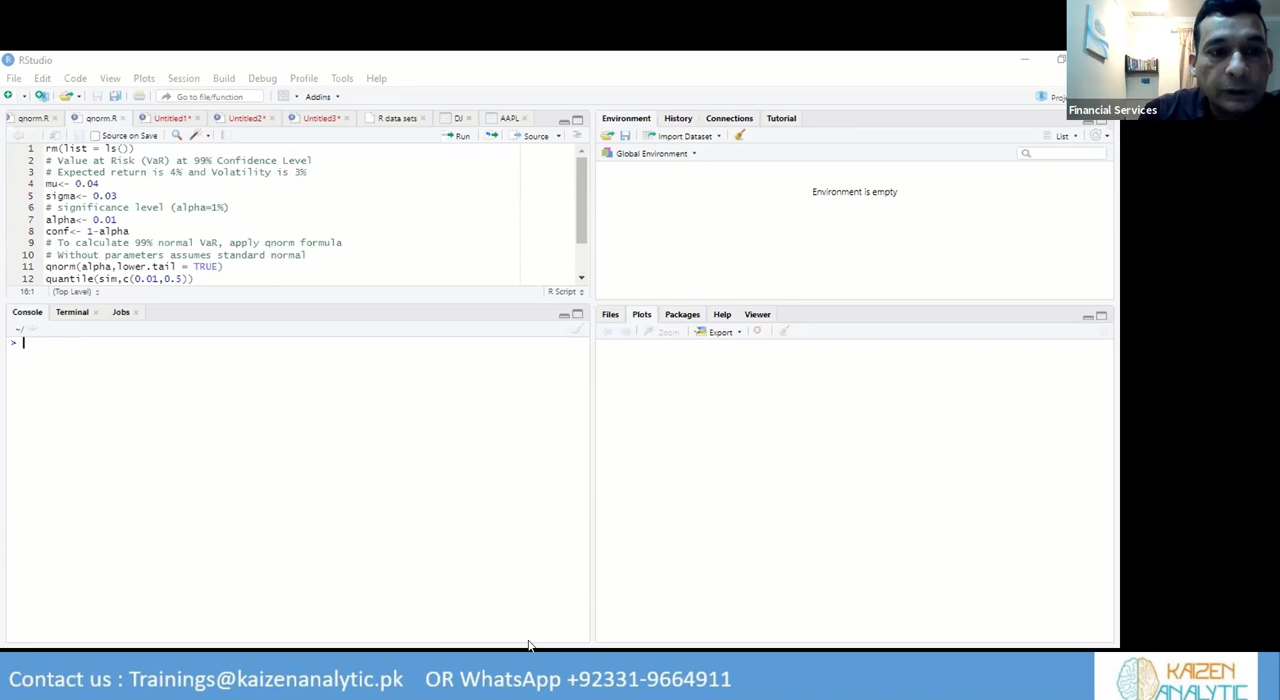 RStudio
File Edit Code View Plots Session Build Debug Profile Tools Help
Go to file/function Addins
qnorm.R qnorm.R Untitled1* Untitled2* Untitled3* R data sets DJ AAPL
Source on Save Run Source
1 rm(list = ls())
2 # Value at Risk (VaR) at 99% Confidence Level
3 # Expected return is 4% and Volatility is 3%
4 mu<- 0.04
5 sigma<- 0.03
6 # significance level (alpha=1%)
7 alpha<- 0.01
8 conf<- 1-alpha
9 # To calculate 99% normal VaR, apply qnorm formula
10 # Without parameters assumes standard normal
11 qnorm(alpha,lower.tail = TRUE)
12 quantile(sim,c(0.01,0.5))
16:1 (Top Level) R Script
Console Terminal Jobs
~/
>
Environment History Connections Tutorial
Import Dataset List
Global Environment
Environment is empty
Files Plots Packages Help Viewer
Zoom Export
Financial Services
Contact us : Trainings@kaizenanalytic.pk OR WhatsApp +92331-9664911
KAIZEN
ANALYTIC